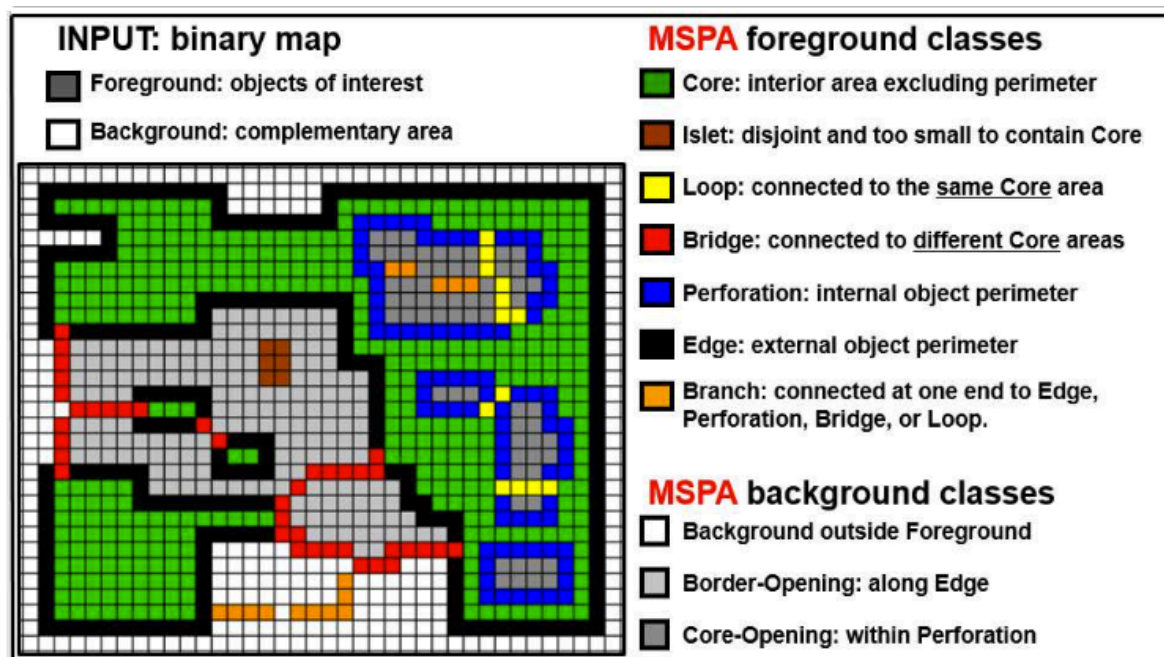 INPUT: binary map
Foreground: objects of interest
Background: complementary area
MSPA foreground classes
Core: interior area excluding perimeter
Islet: disjoint and too small to contain Core
Loop: connected to the same Core area
Bridge: connected to different Core areas
Perforation: internal object perimeter
Edge: external object perimeter
Branch: connected at one end to Edge,
Perforation, Bridge, or Loop.
MSPA background classes
Background outside Foreground
Border-Opening: along Edge
Core-Opening: within Perforation